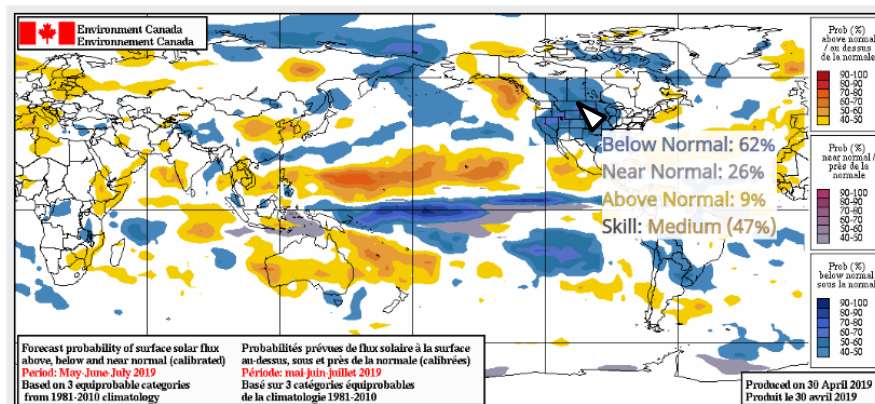 Environment Canada
Environnement Canada
Prob (%)
above normal
/ au dessus
de la normale
90-100
80-90
70-80
60-70
50-60
40-50
Below Normal: 62%
Near Normal: 26%
Above Normal: 9%
Skill: Medium (47%)
Prob (%)
near normal /
près de la
normale
90-100
80-90
70-80
60-70
50-60
40-50
Prob (%)
below normal
sous la normal
90-100
80-90
70-80
60-70
50-60
40-50
Forecast probability of surface solar flux
above, below and near normal (calibrated)
Period: May-June-July 2019
Based on 3 equiprobable categories
from 1981-2010 climatology
Probabilités prévues de flux solaire à la surface
au-dessus, sous et près de la normale (calibrées)
Période: mai-juin-juillet 2019
Basé sur 3 catégories équiprobables
de la climatologie 1981-2010
Produced on 30 April 2019
Produit le 30 avril 2019